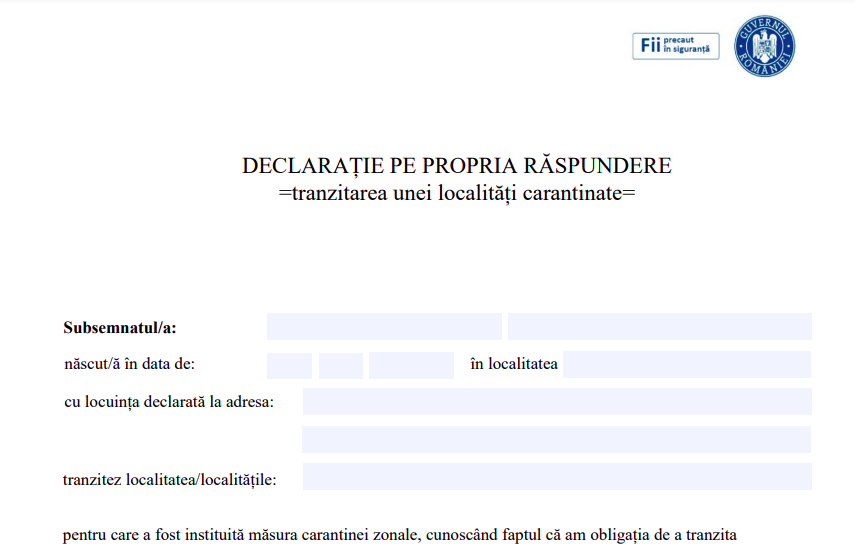 Fii precaut
în siguranță
GUVERNUL ROMÂNIEI
DECLARAȚIE PE PROPRIA RĂSPUNDERE
=tranzitarea unei localități carantinate=
Subsemnatul/a:
născut/ă în data de: în localitatea
cu locuința declarată la adresa:
tranzitez localitatea/localitățile:
pentru care a fost instituită măsura carantinei zonale, cunoscând faptul că am obligația de a tranzita